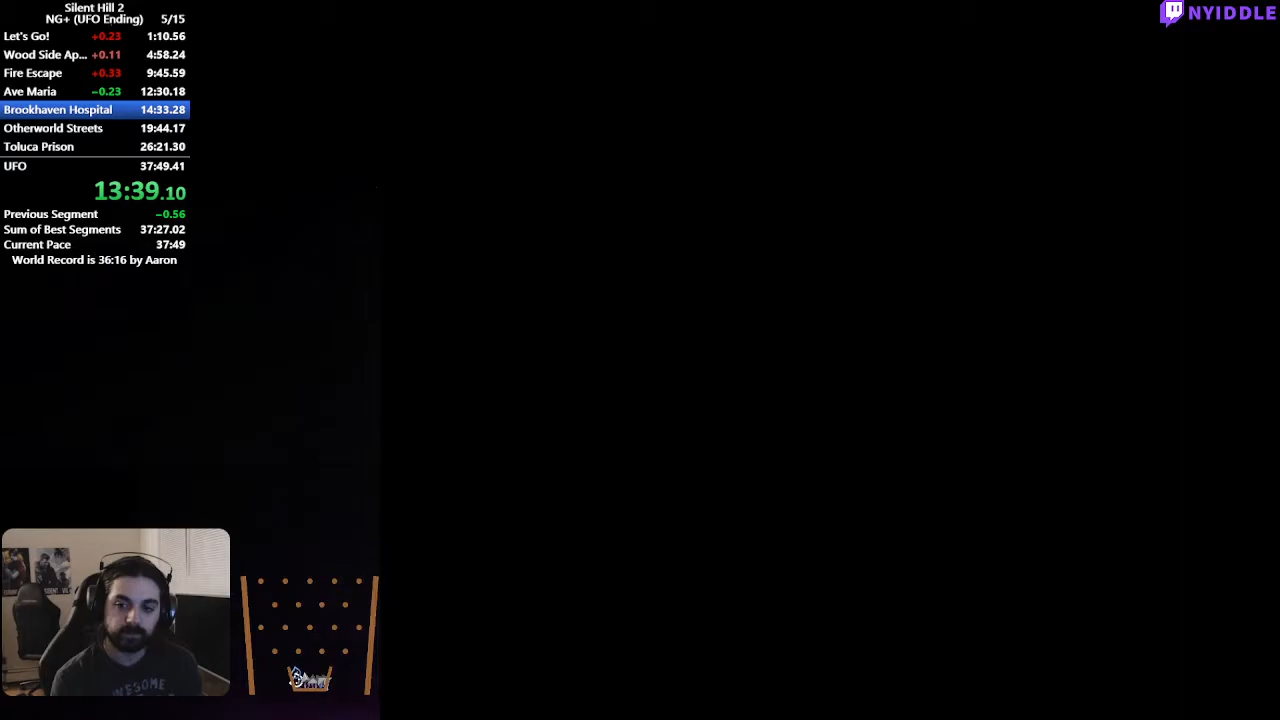 Silent Hill 2
NG+ (UFO Ending) 5/15
Let's Go! +0.23 1:10.56
Wood Side Ap... +0.11 4:58.24
Fire Escape +0.33 9:45.59
Ave Maria −0.23 12:30.18
Brookhaven Hospital 14:33.28
Otherworld Streets 19:44.17
Toluca Prison 26:21.30
UFO 37:49.41
13:39.10
Previous Segment −0.56
Sum of Best Segments 37:27.02
Current Pace 37:49
World Record is 36:16 by Aaron
NYIDDLE
AWESOME